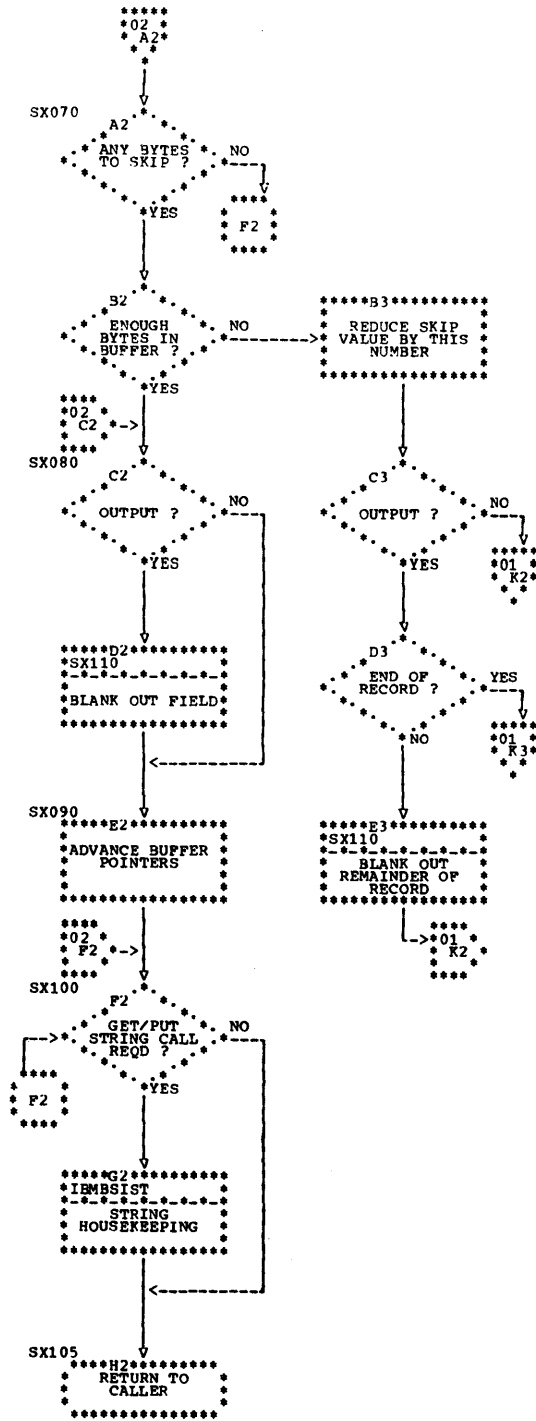 02
A2
SX070
A2
ANY BYTES
TO SKIP ?
NO
F2
YES
B2
ENOUGH
BYTES IN
BUFFER ?
NO
YES
B3
REDUCE SKIP
VALUE BY THIS
NUMBER
02
C2
SX080
C2
OUTPUT ?
NO
YES
C3
OUTPUT ?
NO
01
K2
YES
D2
SX110
BLANK OUT FIELD
D3
END OF
RECORD ?
YES
01
K3
NO
SX090
E2
ADVANCE BUFFER
POINTERS
E3
SX110
BLANK OUT
REMAINDER OF
RECORD
01
K2
02
F2
SX100
F2
GET/PUT
STRING CALL
REQD ?
NO
F2
YES
G2
IBMBSIST
STRING
HOUSEKEEPING
SX105
H2
RETURN TO
CALLER